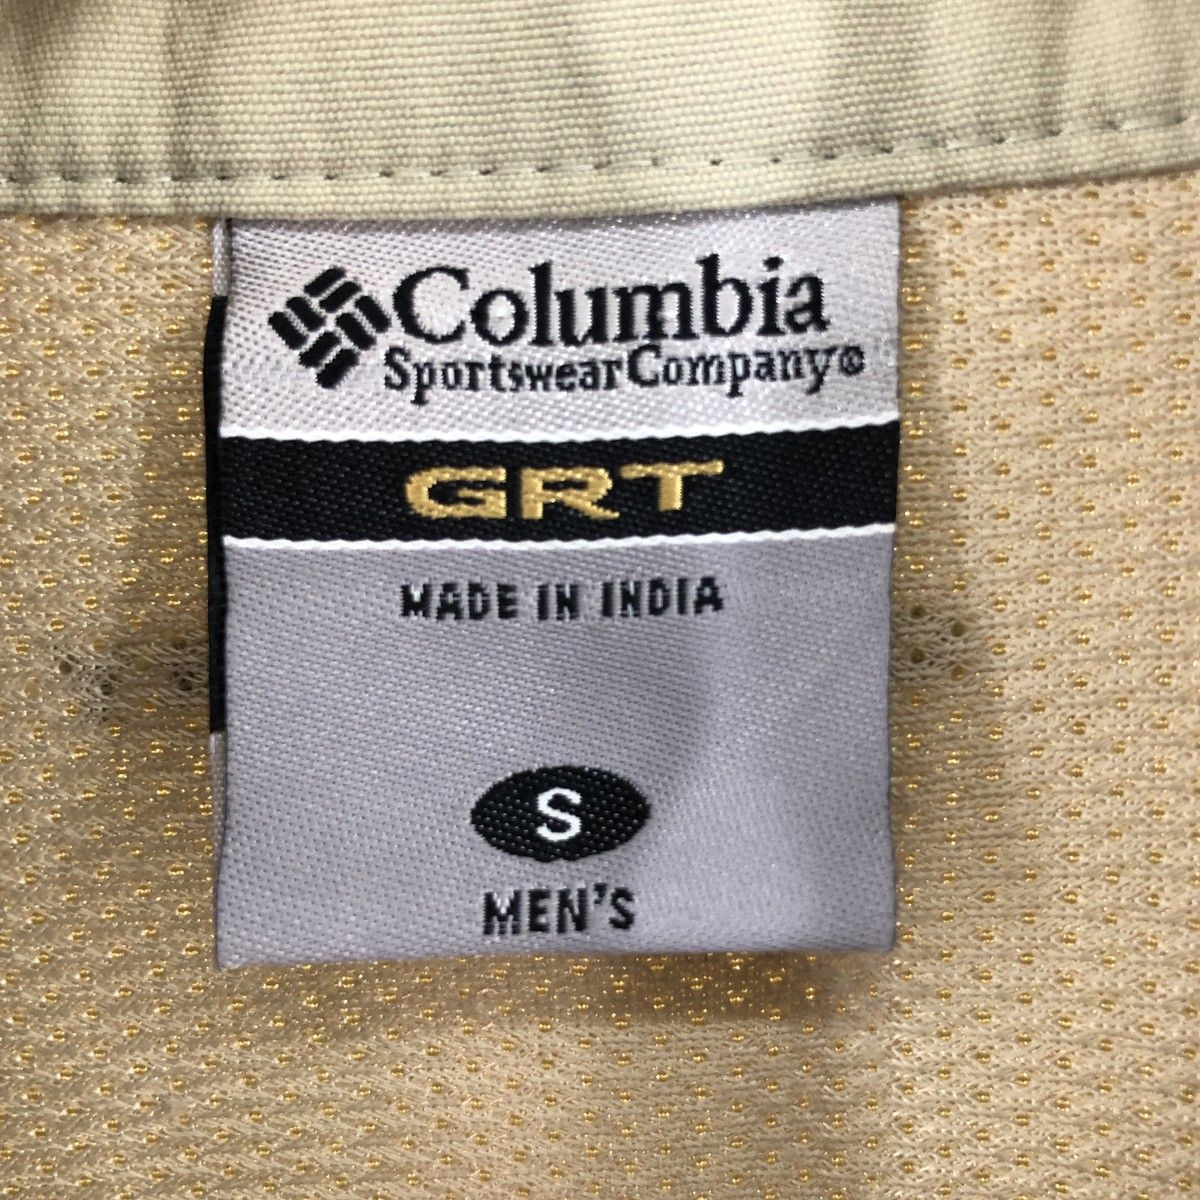 Columbia
Sportswear Company®
GRT
MADE IN INDIA
S
MEN'S